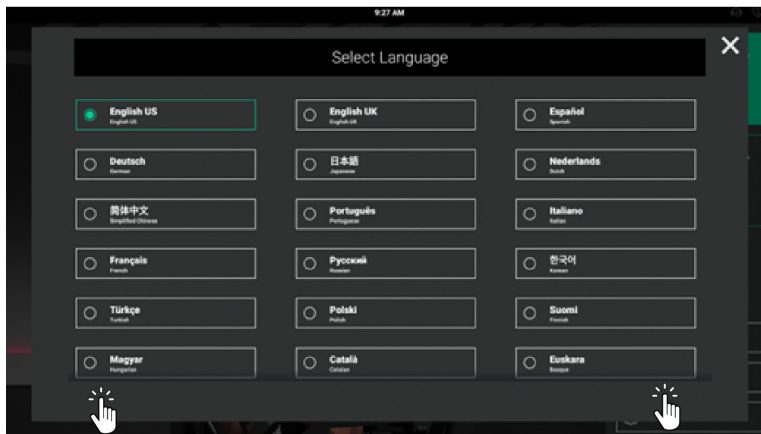 9:27 AM
Select Language
English US
English US
English UK
English UK
Español
Spanish
Deutsch
German
日本語
Japanese
Nederlands
Dutch
简体中文
Simplified Chinese
Português
Portuguese
Italiano
Italian
Français
French
Русский
Russian
한국어
Korean
Türkçe
Turkish
Polski
Polish
Suomi
Finnish
Magyar
Hungarian
Català
Catalan
Euskara
Basque